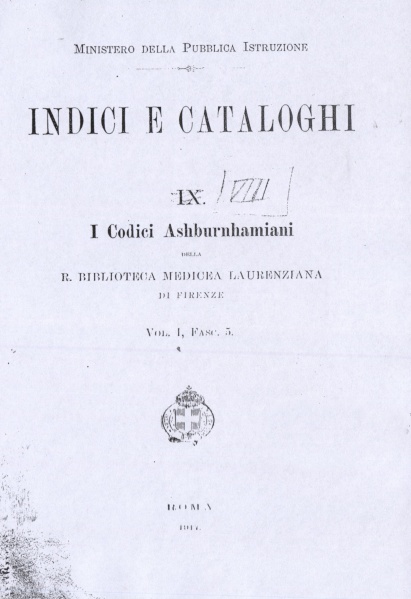 MINISTERO DELLA PUBBLICA ISTRUZIONE
INDICI E CATALOGHI
IX. VIII
I Codici Ashburnhamiani
DELLA
R. BIBLIOTECA MEDICEA LAURENZIANA
DI FIRENZE
VOL. I, FASC. 5.
ROMA